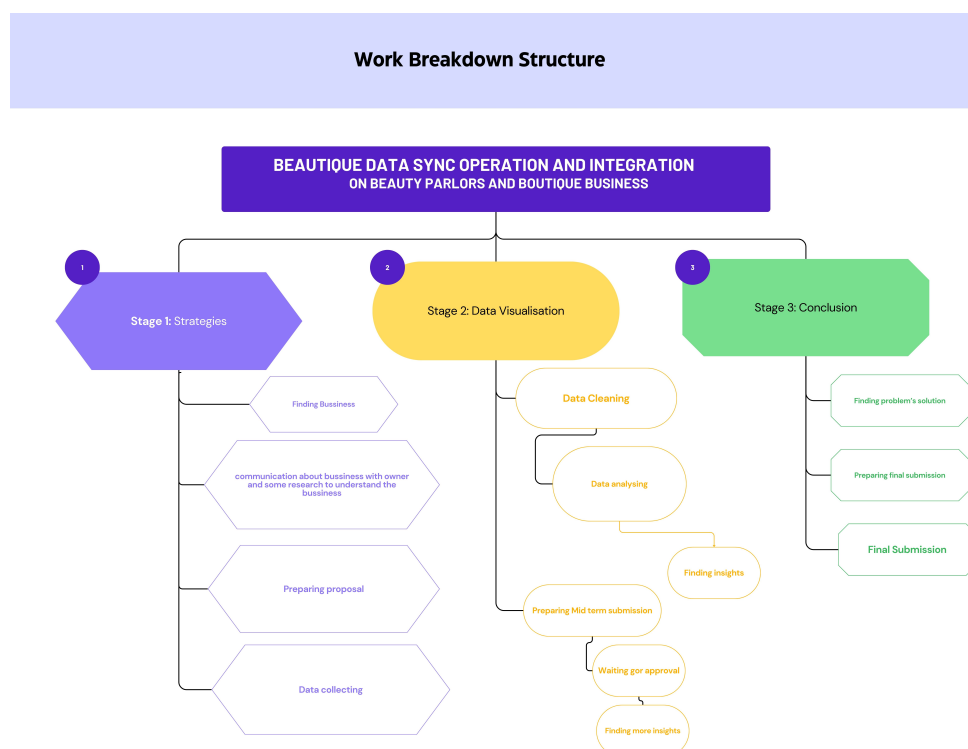 Work Breakdown Structure
BEAUTIQUE DATA SYNC OPERATION AND INTEGRATION
ON BEAUTY PARLORS AND BOUTIQUE BUSINESS
1
Stage 1: Strategies
Finding Bussiness
communication about bussiness with owner
and some research to understand the
bussiness
Preparing proposal
Data collecting
2
Stage 2: Data Visualisation
Data Cleaning
Data analysing
Finding insights
Preparing Mid term submission
Waiting gor approval
Finding more insights
3
Stage 3: Conclusion
Finding problem's solution
Preparing final submission
Final Submission